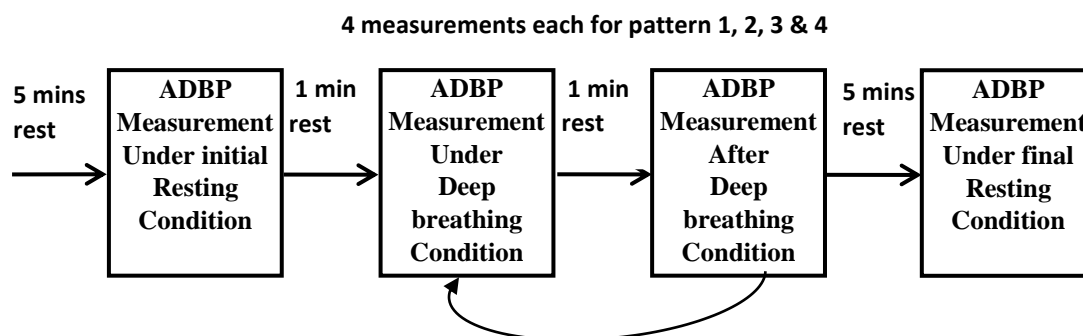 4 measurements each for pattern 1, 2, 3 & 4
5 mins
rest
ADBP
Measurement
Under initial
Resting
Condition
1 min
rest
ADBP
Measurement
Under
Deep
breathing
Condition
1 min
rest
ADBP
Measurement
After
Deep
breathing
Condition
5 mins
rest
ADBP
Measurement
Under final
Resting
Condition